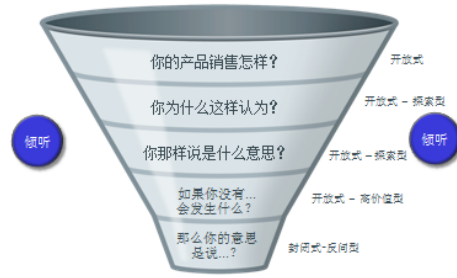 你的产品销售怎样？
开放式
你为什么这样认为？
开放式 – 探索型
倾听
倾听
你那样说是什么意思？
开放式 –探索型
如果你没有...
会发生什么？
开放式 – 高价值型
那么你的意思
是说...？
封闭式-反问型